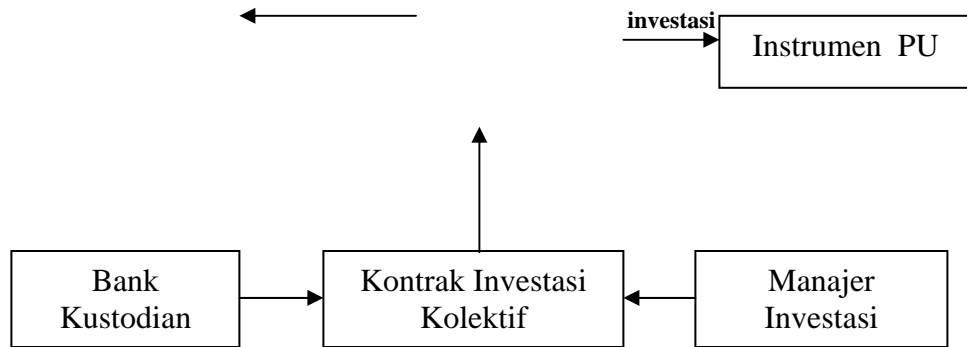 investasi
Instrumen PU
Bank
Kustodian
Kontrak Investasi
Kolektif
Manajer
Investasi